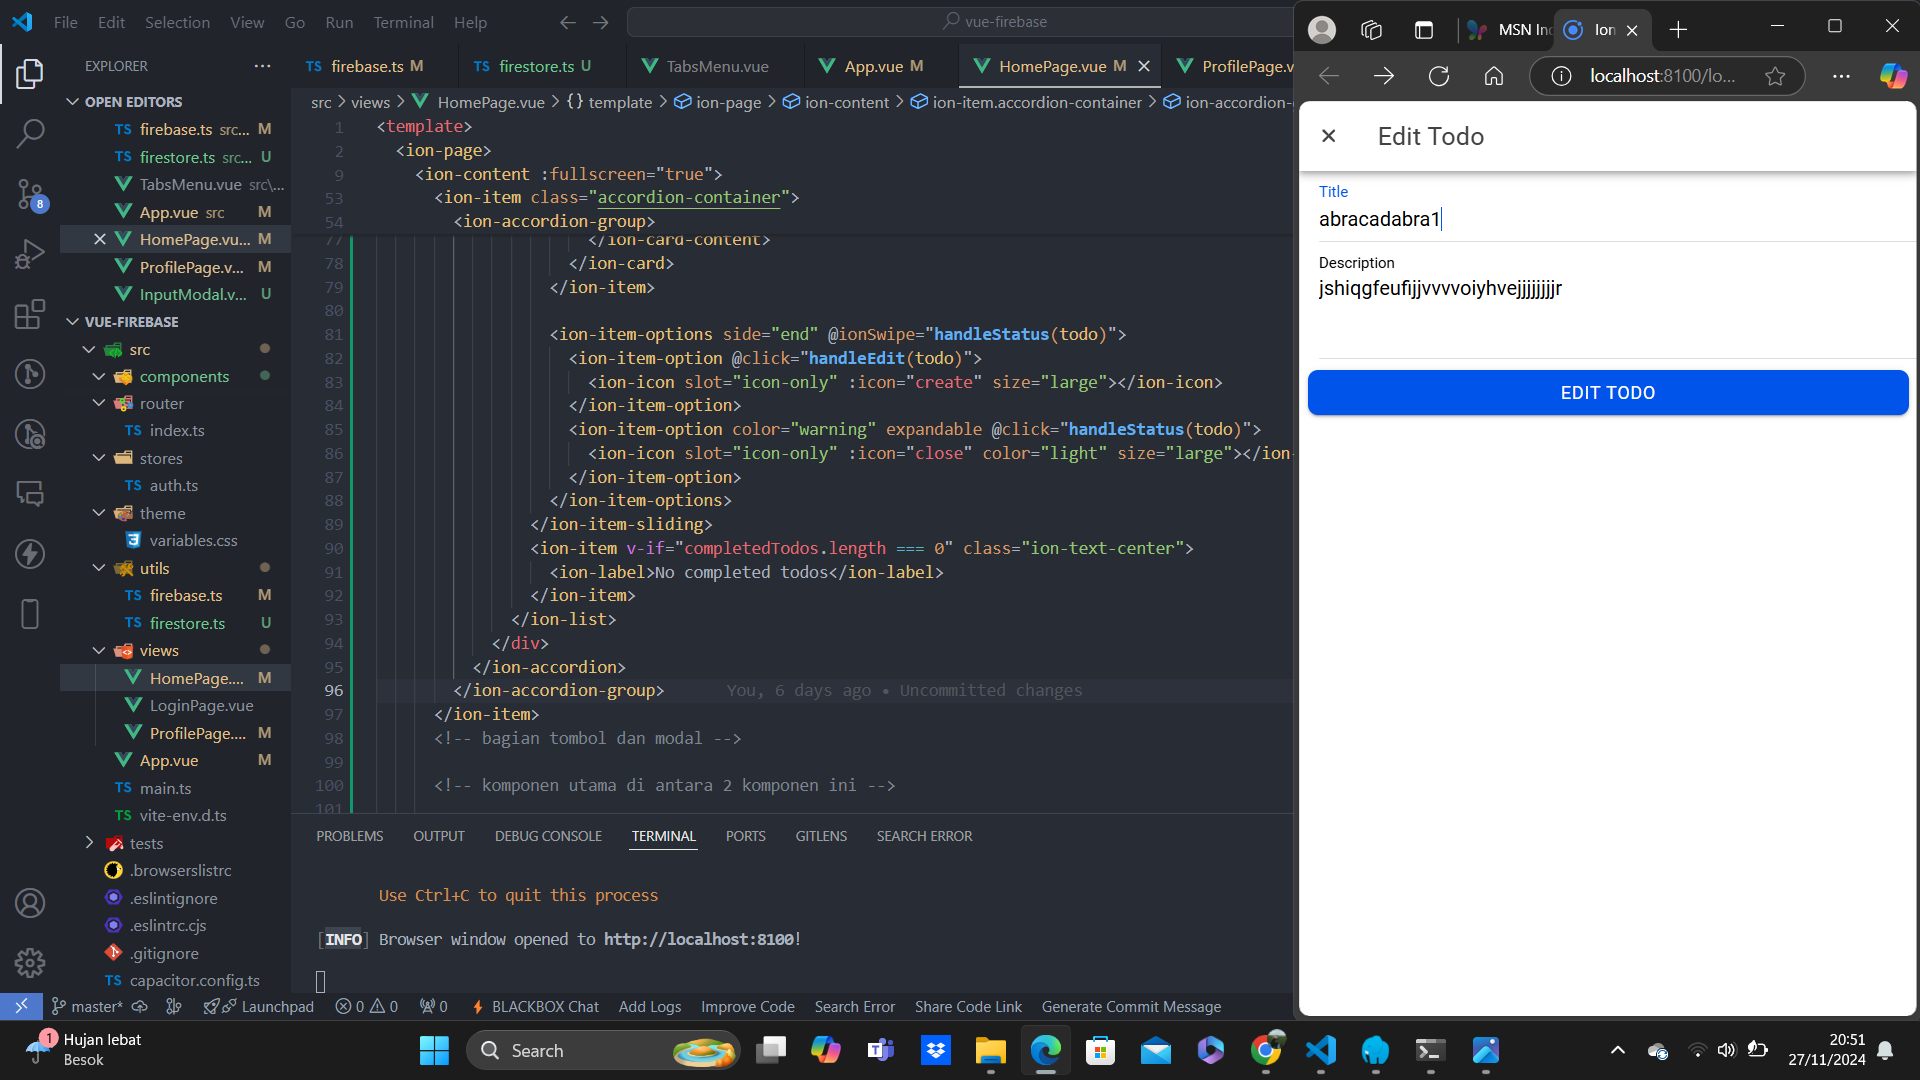 File Edit Selection View Go Run Terminal Help
vue-firebase
EXPLORER
OPEN EDITORS
TS firebase.ts src... M
TS firestore.ts src... U
TabsMenu.vue src\...
App.vue src M
HomePage.vu... M
ProfilePage.v... M
InputModal.v... U
VUE-FIREBASE
src
components
router
TS index.ts
stores
TS auth.ts
theme
variables.css
utils
TS firebase.ts M
TS firestore.ts U
views
HomePage.... M
LoginPage.vue
ProfilePage.... M
App.vue M
TS main.ts
TS vite-env.d.ts
tests
.browserslistrc
.eslintignore
.eslintrc.cjs
.gitignore
TS capacitor.config.ts
8
TS firebase.ts M TS firestore.ts U TabsMenu.vue App.vue M HomePage.vue M ProfilePage.v
src > views > HomePage.vue > {} template > ion-page > ion-content > ion-item.accordion-container > ion-accordion-
1 <template>
2 <ion-page>
9 <ion-content :fullscreen="true">
53 <ion-item class="accordion-container">
54 <ion-accordion-group>
77 </ion-card-content>
78 </ion-card>
79 </ion-item>
80
81 <ion-item-options side="end" @ionSwipe="handleStatus(todo)">
82 <ion-item-option @click="handleEdit(todo)">
83 <ion-icon slot="icon-only" :icon="create" size="large"></ion-icon>
84 </ion-item-option>
85 <ion-item-option color="warning" expandable @click="handleStatus(todo)">
86 <ion-icon slot="icon-only" :icon="close" color="light" size="large"></ion-
87 </ion-item-option>
88 </ion-item-options>
89 </ion-item-sliding>
90 <ion-item v-if="completedTodos.length === 0" class="ion-text-center">
91 <ion-label>No completed todos</ion-label>
92 </ion-item>
93 </ion-list>
94 </div>
95 </ion-accordion>
96 </ion-accordion-group> You, 6 days ago • Uncommitted changes
97 </ion-item>
98 <!-- bagian tombol dan modal -->
99
100 <!-- komponen utama di antara 2 komponen ini -->
101
PROBLEMS OUTPUT DEBUG CONSOLE TERMINAL PORTS GITLENS SEARCH ERROR
Use Ctrl+C to quit this process
[INFO] Browser window opened to http://localhost:8100!
master* Launchpad 0 0 0 BLACKBOX Chat Add Logs Improve Code Search Error Share Code Link Generate Commit Message
MSN Ind Ion
localhost:8100/lo...
Edit Todo
Title
abracadabra1
Description
jshiqgfeufijjvvvvoiyhvejjjjjjjjr
EDIT TODO
1
Hujan lebat
Besok
Search
20:51
27/11/2024